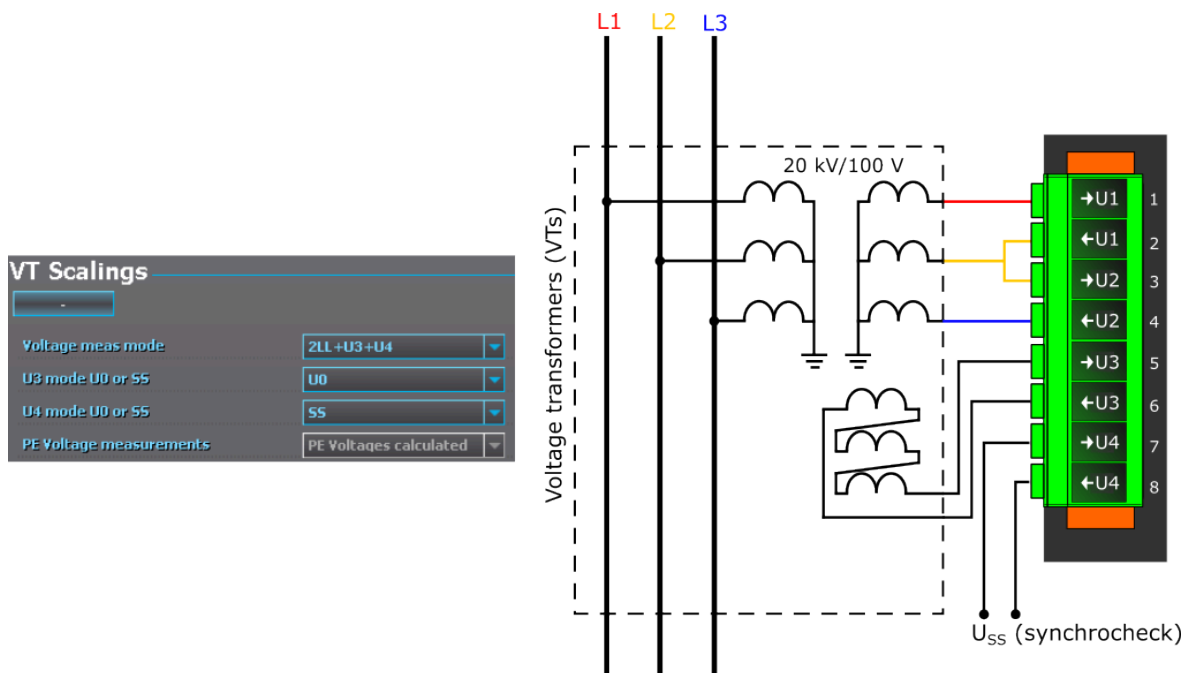 VT Scalings
-
Voltage meas mode 2LL+U3+U4
U3 mode U0 or SS U0
U4 mode U0 or SS SS
PE Voltage measurements PE Voltages calculated
L1 L2 L3
Voltage transformers (VTs)
20 kV/100 V
→U1 1
←U1 2
→U2 3
←U2 4
→U3 5
←U3 6
→U4 7
←U4 8
USS (synchrocheck)